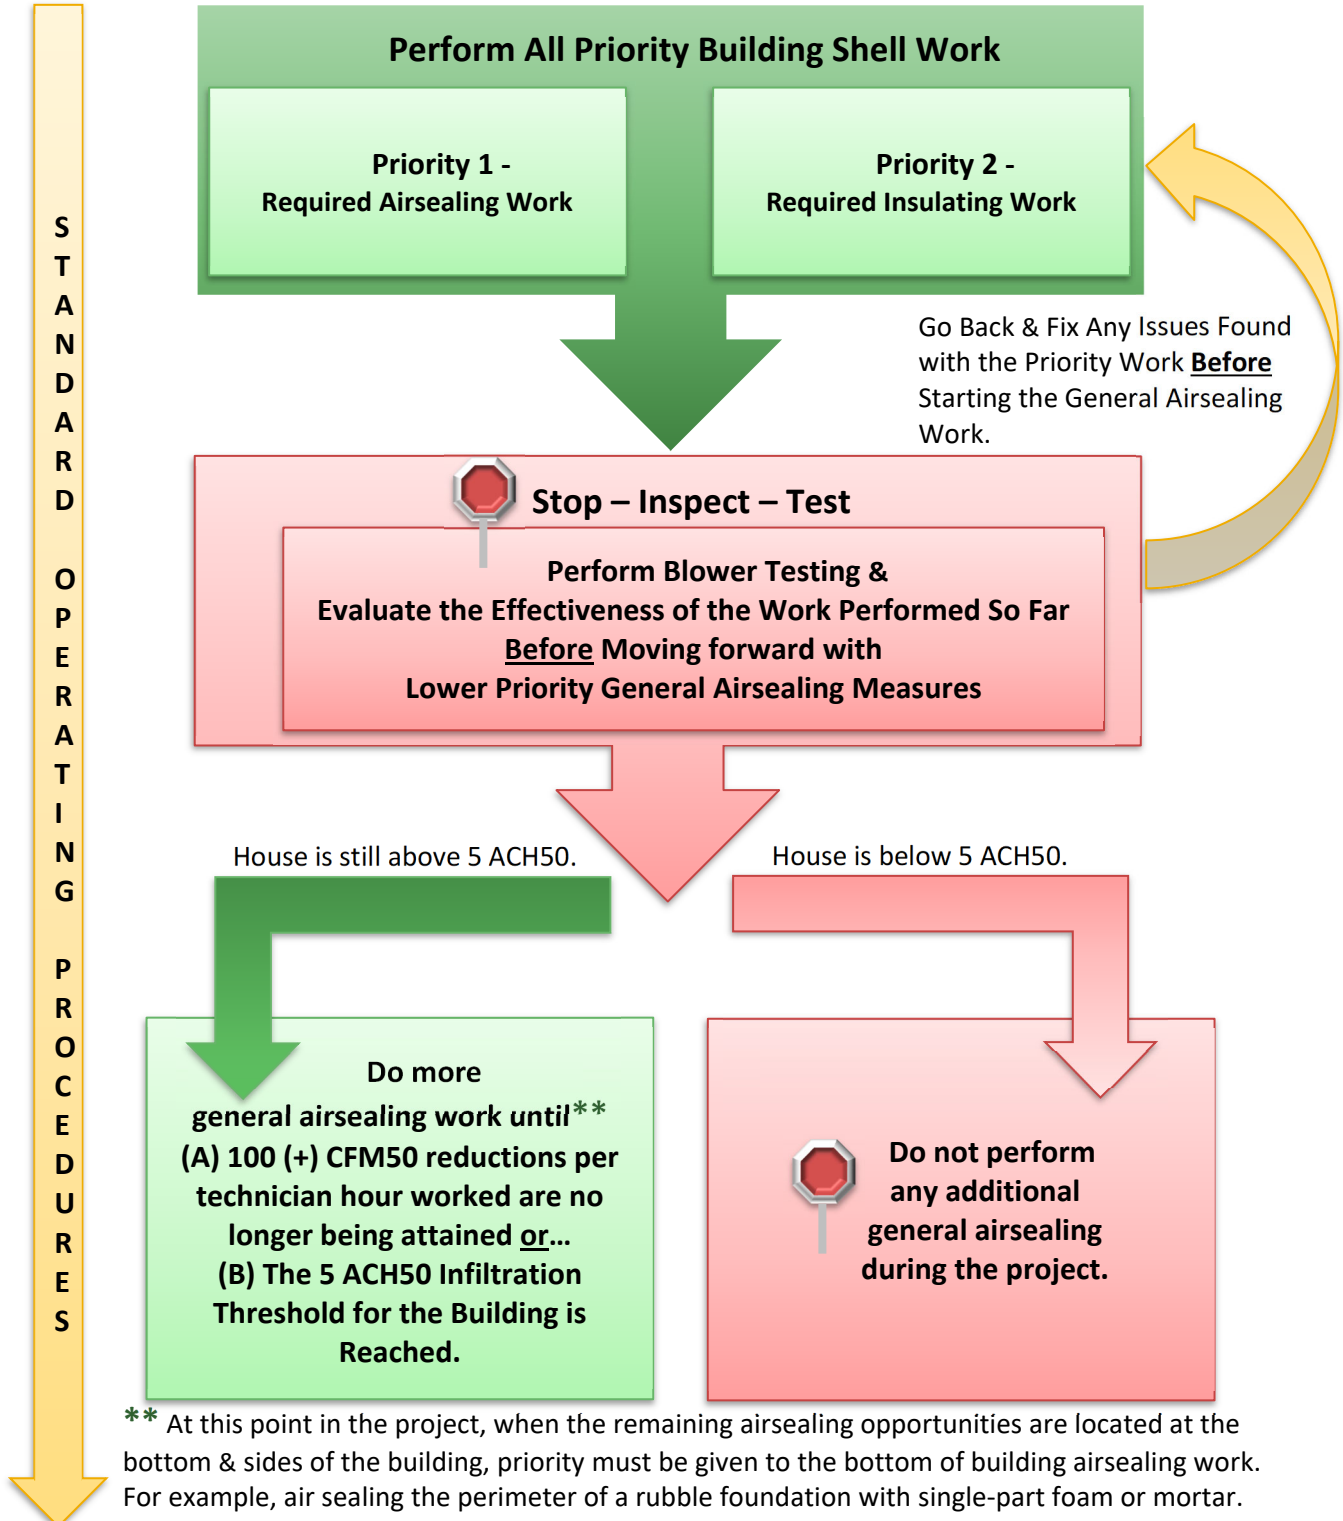 Perform All Priority Building Shell Work
Priority 1 -
Required Airsealing Work
Priority 2 -
Required Insulating Work
STANDARD OPERATING PROCEDURES
Go Back & Fix Any Issues Found
with the Priority Work Before
Starting the General Airsealing
Work.
Stop – Inspect – Test
Perform Blower Testing &
Evaluate the Effectiveness of the Work Performed So Far
Before Moving forward with
Lower Priority General Airsealing Measures
House is still above 5 ACH50.
House is below 5 ACH50.
Do more
general airsealing work until**
(A) 100 (+) CFM50 reductions per
technician hour worked are no
longer being attained or…
(B) The 5 ACH50 Infiltration
Threshold for the Building is
Reached.
Do not perform
any additional
general airsealing
during the project.
** At this point in the project, when the remaining airsealing opportunities are located at the
bottom & sides of the building, priority must be given to the bottom of building airsealing work.
For example, air sealing the perimeter of a rubble foundation with single-part foam or mortar.